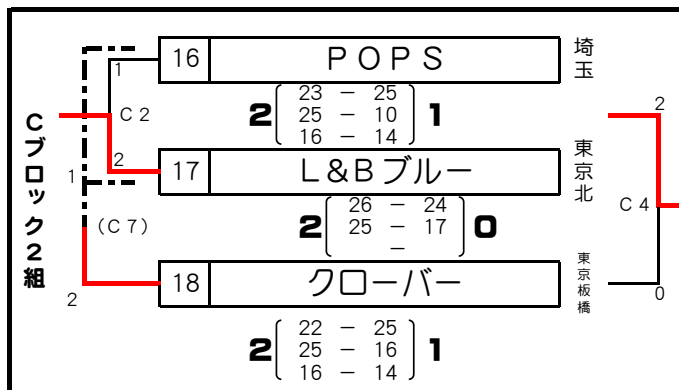 16 POPS 埼玉
1
23 － 25
2 25 － 10 1
16 － 14
C2
2
2
17 L&Bブルー 東京北
1
26 － 24
2 25 － 17 0
－
C4
(C7)
Cブロック2組
18 クローバー 東京板橋
2
0
22 － 25
2 25 － 16 1
16 － 14